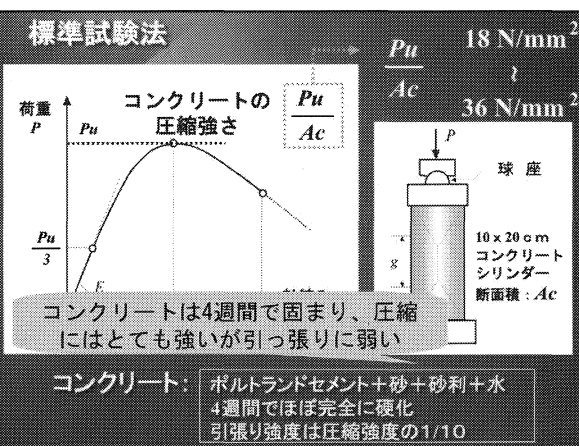 標準試験法
Pu
Ac
18 N/mm²
~
36 N/mm²
荷重
P
Pu
コンクリートの
圧縮強さ
Pu
Ac
Pu
3
E
P
球 座
g
10x20cm
コンクリート
シリンダー
断面積:Ac
コンクリートは4週間で固まり、圧縮
にはとても強いが引っ張りに弱い
コンクリート:
ポルトランドセメント+砂+砂利+水
4週間でほぼ完全に硬化
引張り強度は圧縮強度の1/10